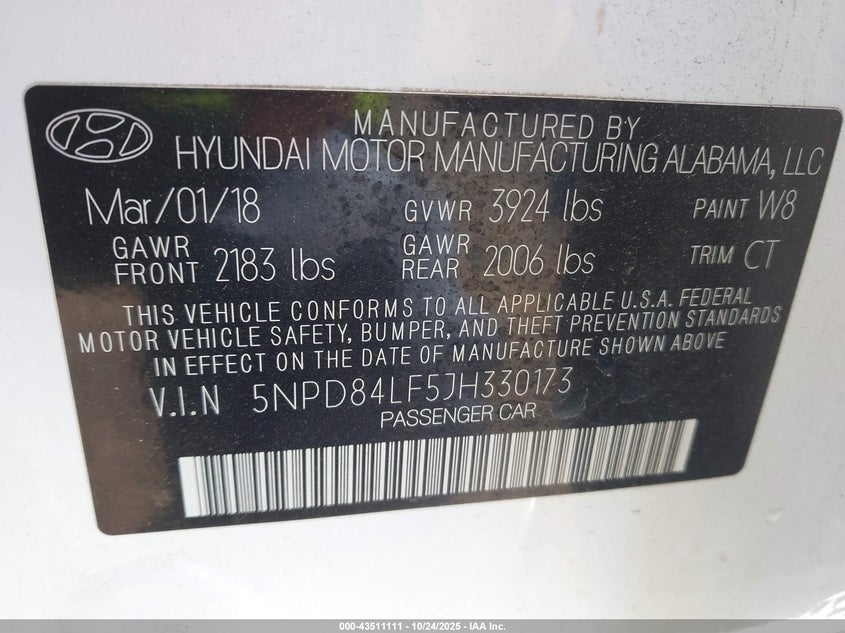 MANUFACTURED BY
HYUNDAI MOTOR MANUFACTURING ALABAMA, LLC
Mar/01/18 GVWR 3924 lbs PAINT W8
GAWR FRONT 2183 lbs GAWR REAR 2006 lbs TRIM CT
THIS VEHICLE CONFORMS TO ALL APPLICABLE U.S.A. FEDERAL
MOTOR VEHICLE SAFETY, BUMPER, AND THEFT PREVENTION STANDARDS
IN EFFECT ON THE DATE OF MANUFACTURE SHOWN ABOVE
V.I.N 5NPD84LF5JH330173
PASSENGER CAR
000-43511111 - 10/24/2025 - IAA Inc.